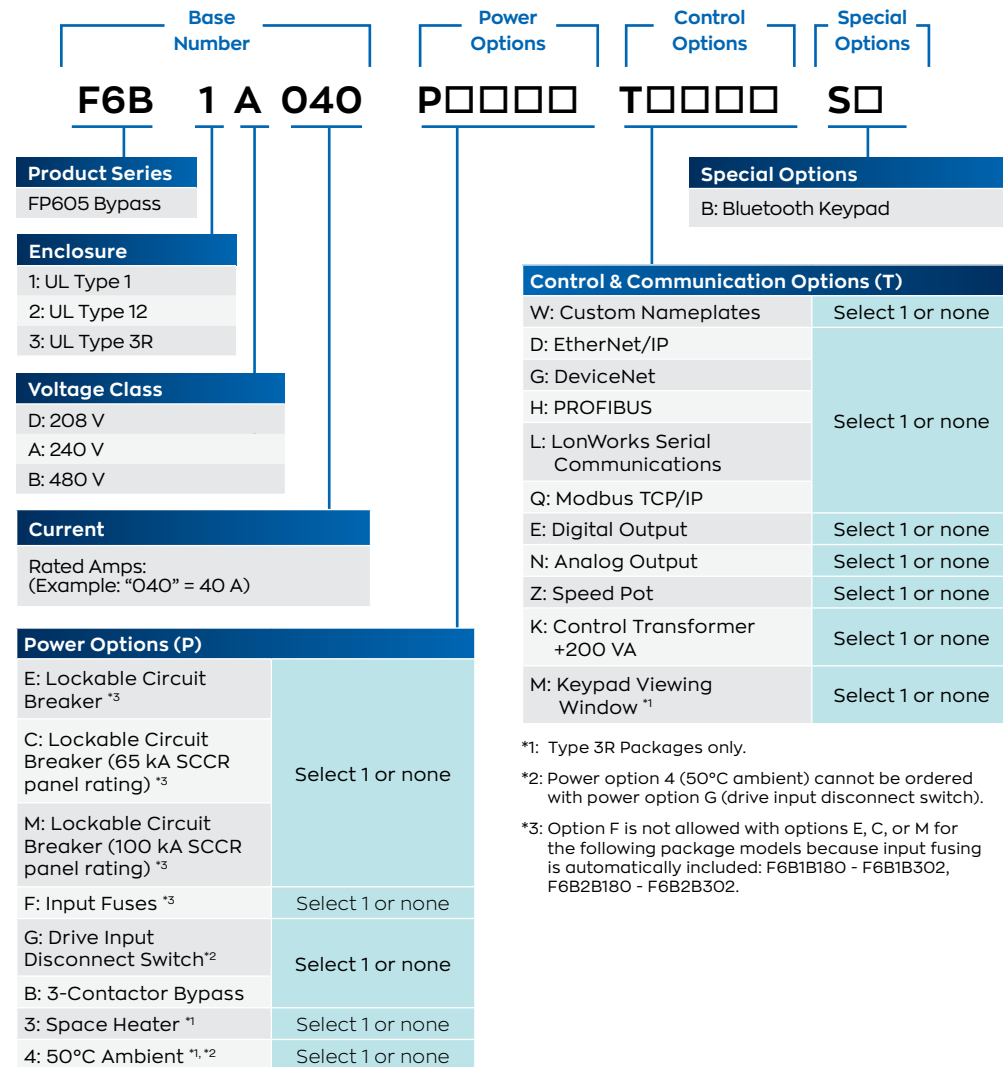 Base
Number
Power
Options
Control
Options
Special
Options
F6B 1 A 040 P□□□□ T□□□□ S□
Product Series
FP605 Bypass
Enclosure
1: UL Type 1
2: UL Type 12
3: UL Type 3R
Voltage Class
D: 208 V
A: 240 V
B: 480 V
Current
Rated Amps:
(Example: “040” = 40 A)
Power Options (P)
E: Lockable Circuit
Breaker *3
C: Lockable Circuit
Breaker (65 kA SCCR
panel rating) *3
M: Lockable Circuit
Breaker (100 kA SCCR
panel rating) *3
Select 1 or none
F: Input Fuses *3 Select 1 or none
G: Drive Input
Disconnect Switch*2
B: 3-Contactor Bypass
Select 1 or none
3: Space Heater *1 Select 1 or none
4: 50°C Ambient *1, *2 Select 1 or none
Special Options
B: Bluetooth Keypad
Control & Communication Options (T)
W: Custom Nameplates Select 1 or none
D: EtherNet/IP
G: DeviceNet
H: PROFIBUS
L: LonWorks Serial
Communications
Q: Modbus TCP/IP
Select 1 or none
E: Digital Output Select 1 or none
N: Analog Output Select 1 or none
Z: Speed Pot Select 1 or none
K: Control Transformer
+200 VA
Select 1 or none
M: Keypad Viewing
Window *1
Select 1 or none
*1: Type 3R Packages only.
*2: Power option 4 (50°C ambient) cannot be ordered
with power option G (drive input disconnect switch).
*3: Option F is not allowed with options E, C, or M for
the following package models because input fusing
is automatically included: F6B1B180 - F6B1B302,
F6B2B180 - F6B2B302.